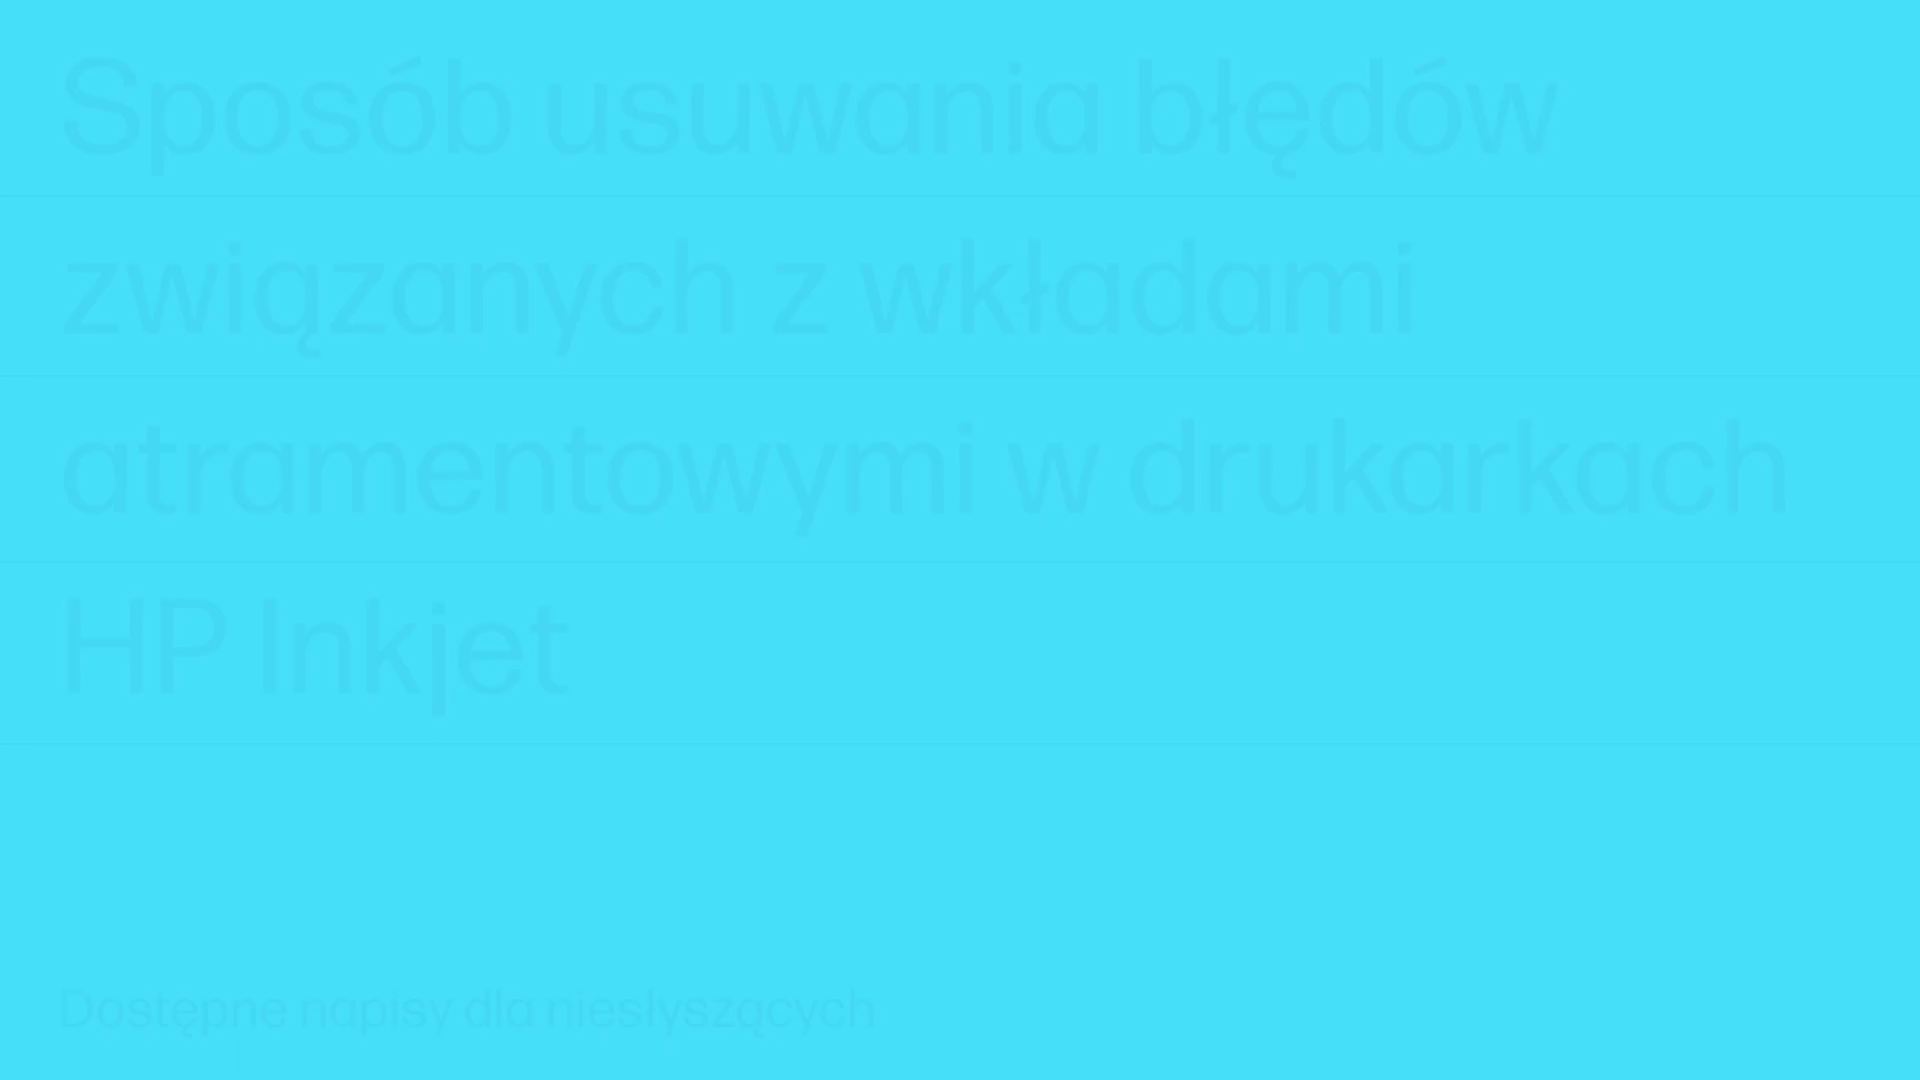 Sposób usuwania błędów
związanych z wkładami
atramentowymi w drukarkach
HP Inkjet
Dostępne napisy dla niesłyszących